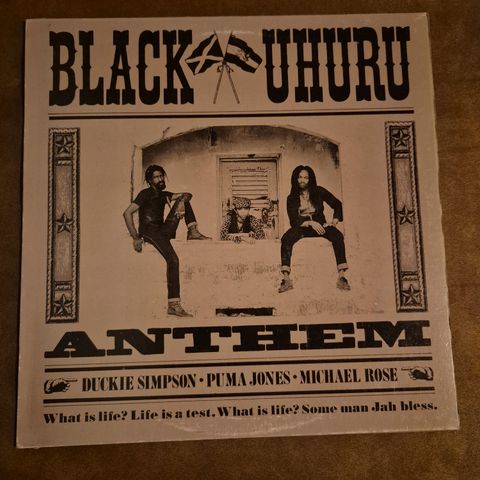 BLACK UHURU
ANTHEM
DUCKIE SIMPSON • PUMA JONES • MICHAEL ROSE
What is life? Life is a test. What is life? Some man Jah bless.